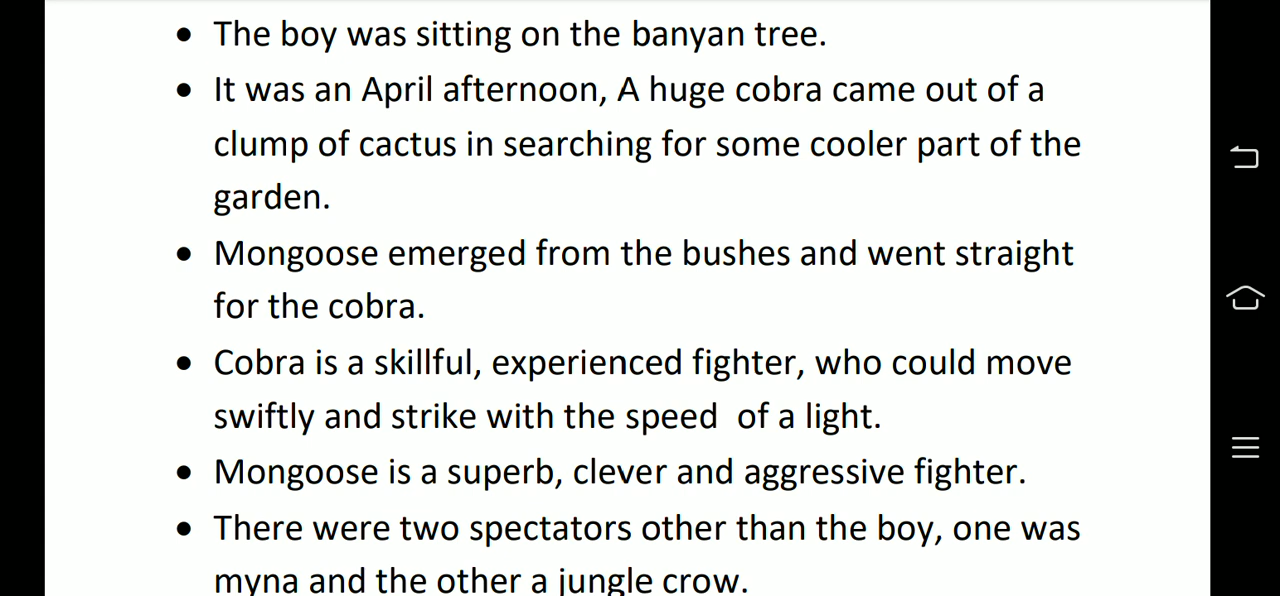 • The boy was sitting on the banyan tree.
• It was an April afternoon, A huge cobra came out of a
clump of cactus in searching for some cooler part of the
garden.
• Mongoose emerged from the bushes and went straight
for the cobra.
• Cobra is a skillful, experienced fighter, who could move
swiftly and strike with the speed  of a light.
• Mongoose is a superb, clever and aggressive fighter.
• There were two spectators other than the boy, one was
myna and the other a jungle crow.